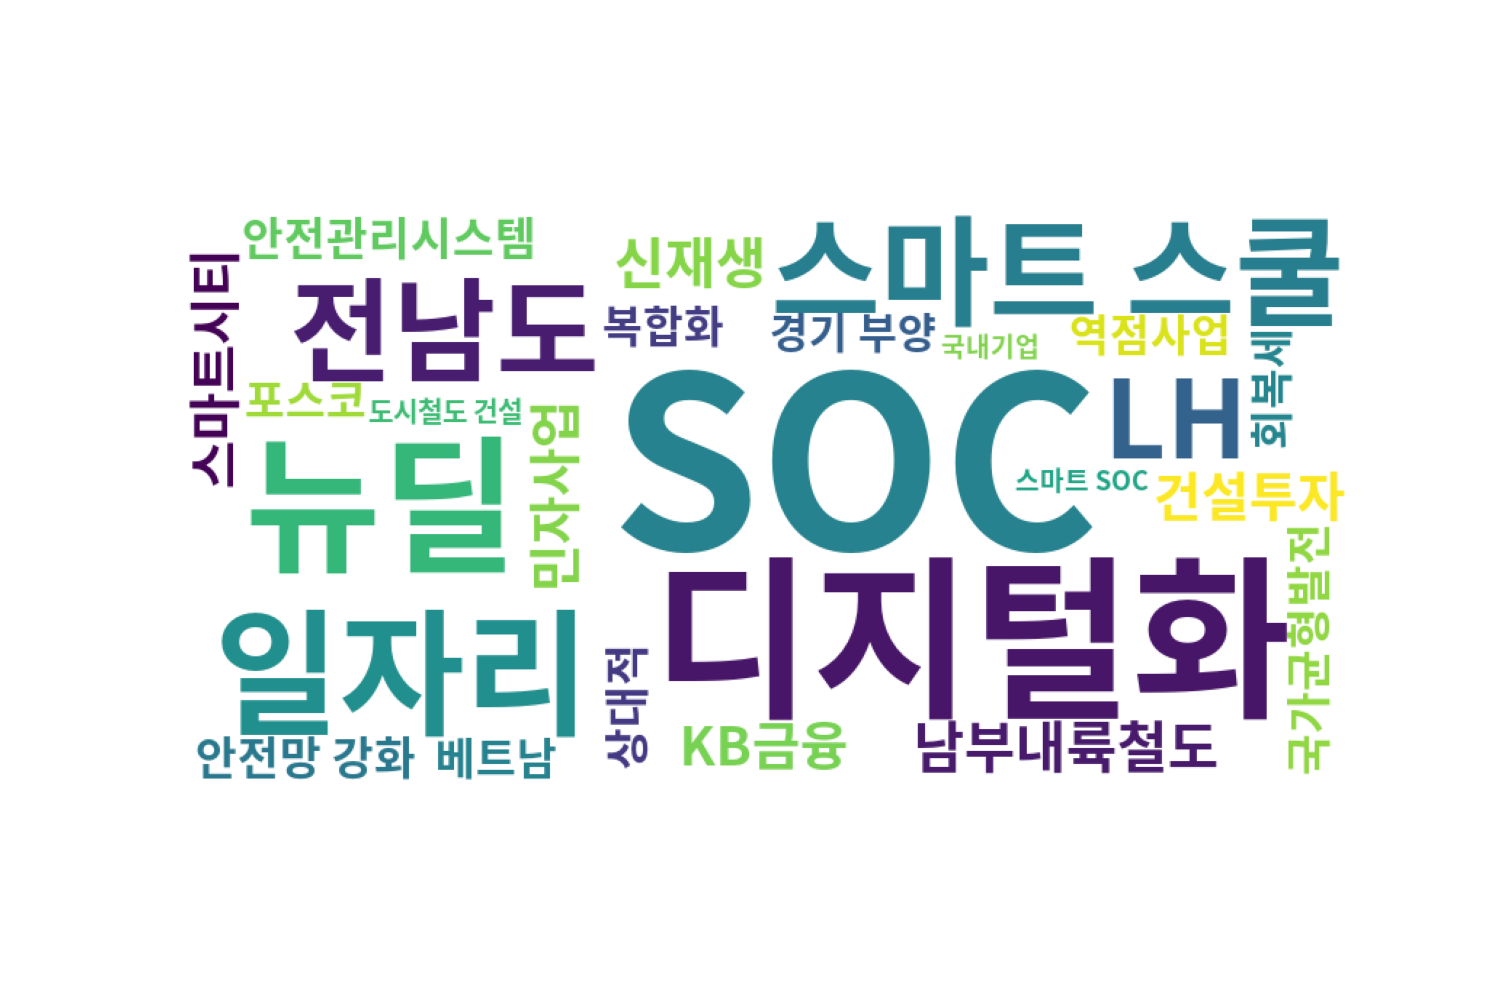 안전관리시스템
신재생
스마트 스쿨
스마트시티
전남도
복합화
경기 부양
국내기업
역점사업
회복세
포스코
도시철도 건설
SOC
LH
뉴딜
민자사업
스마트 SOC
건설투자
디지털화
국가균형발전
일자리
상대적
안전망 강화
베트남
KB금융
남부내륙철도